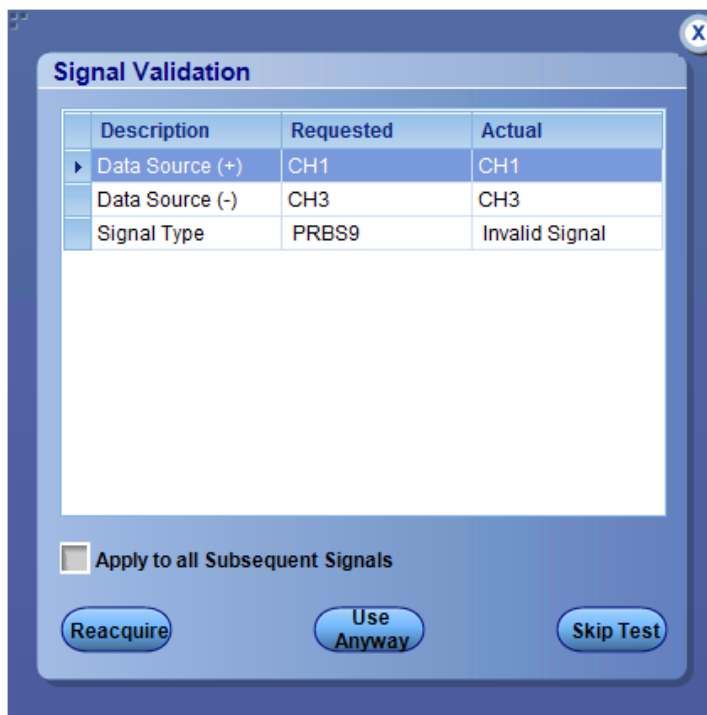 X
Signal Validation
Description Requested Actual
Data Source (+) CH1 CH1
Data Source (-) CH3 CH3
Signal Type PRBS9 Invalid Signal
Apply to all Subsequent Signals
Reacquire
Use
Anyway
Skip Test